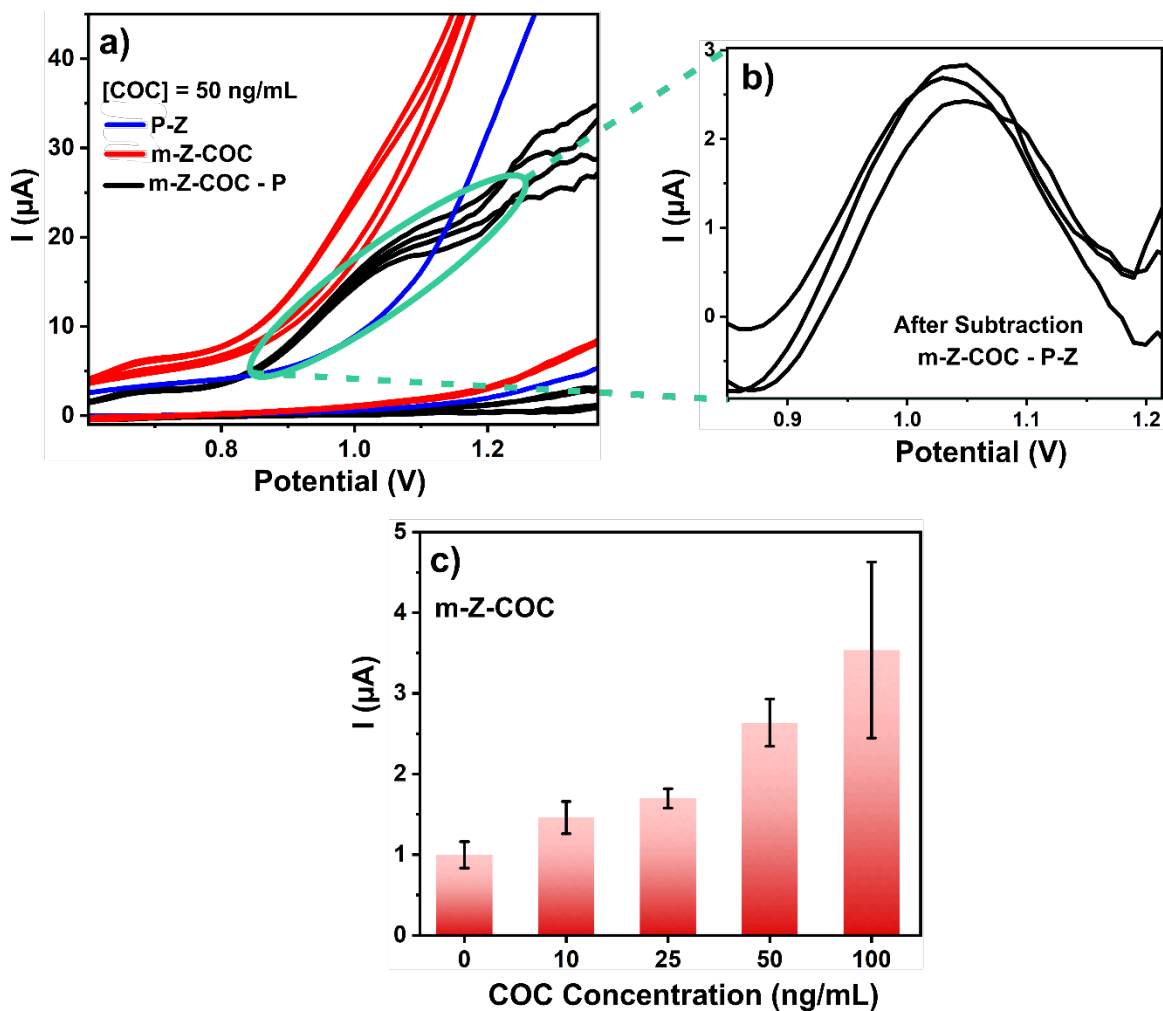 a)
[COC] = 50 ng/mL
P-Z
m-Z-COC
m-Z-COC - P
I (µA)
40
30
20
10
0
0.8
1.0
1.2
Potential (V)
b)
I (µA)
3
2
1
0
After Subtraction
m-Z-COC - P-Z
0.9
1.0
1.1
1.2
Potential (V)
c)
m-Z-COC
I (µA)
5
4
3
2
1
0
0
10
25
50
100
COC Concentration (ng/mL)